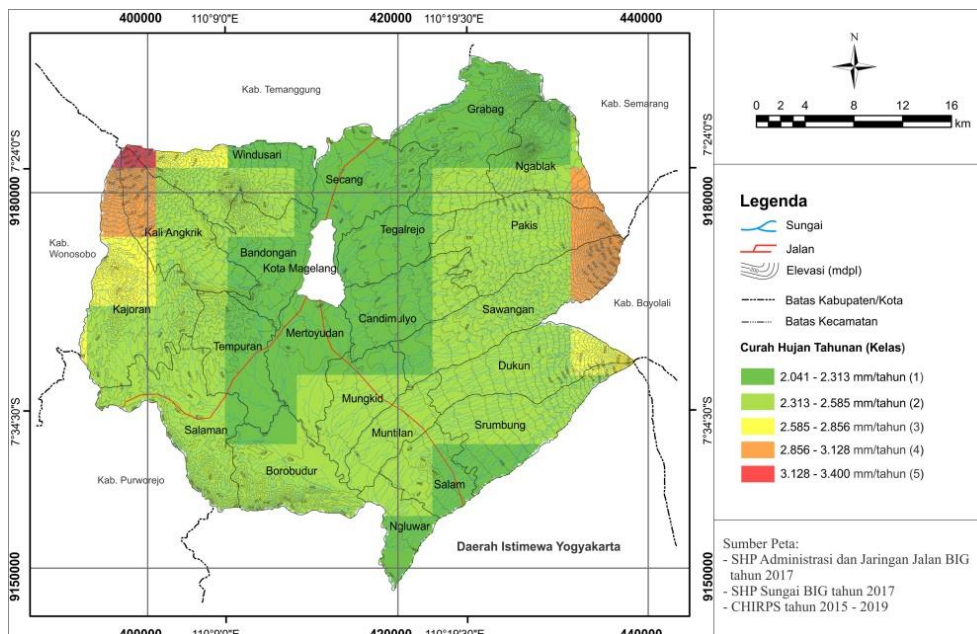 400000 110°9'0"E 420000 110°19'30"E 440000
Kab. Temanggung
Kab. Semarang
Grabag
Windusari
Ngablak
Secang
7°24'0"S
7°24'0"S
9180000
9180000
Pakis
Tegalrejo
Kali Angkrik
Kab.
Wonosobo
Bandongan
Kota Magelang
Kab. Boyolali
Kajoran
Sawangan
Candimulyo
Mertoyudan
Tempuran
Dukun
Mungkid
7°34'30"S
7°34'30"S
Salaman
Muntilan
Srumbung
Borobudur
Kab. Purworejo
Salam
Ngluwar
Daerah Istimewa Yogyakarta
9150000
9150000
400000 110°9'0"E 420000 110°19'30"E 440000
N
0 2 4 8 12 16
km
Legenda
Sungai
Jalan
Elevasi (mdpl)
Batas Kabupaten/Kota
Batas Kecamatan
Curah Hujan Tahunan (Kelas)
2.041 - 2.313 mm/tahun (1)
2.313 - 2.585 mm/tahun (2)
2.585 - 2.856 mm/tahun (3)
2.856 - 3.128 mm/tahun (4)
3.128 - 3.400 mm/tahun (5)
Sumber Peta:
- SHP Administrasi dan Jaringan Jalan BIG
tahun 2017
- SHP Sungai BIG tahun 2017
- CHIRPS tahun 2015 - 2019